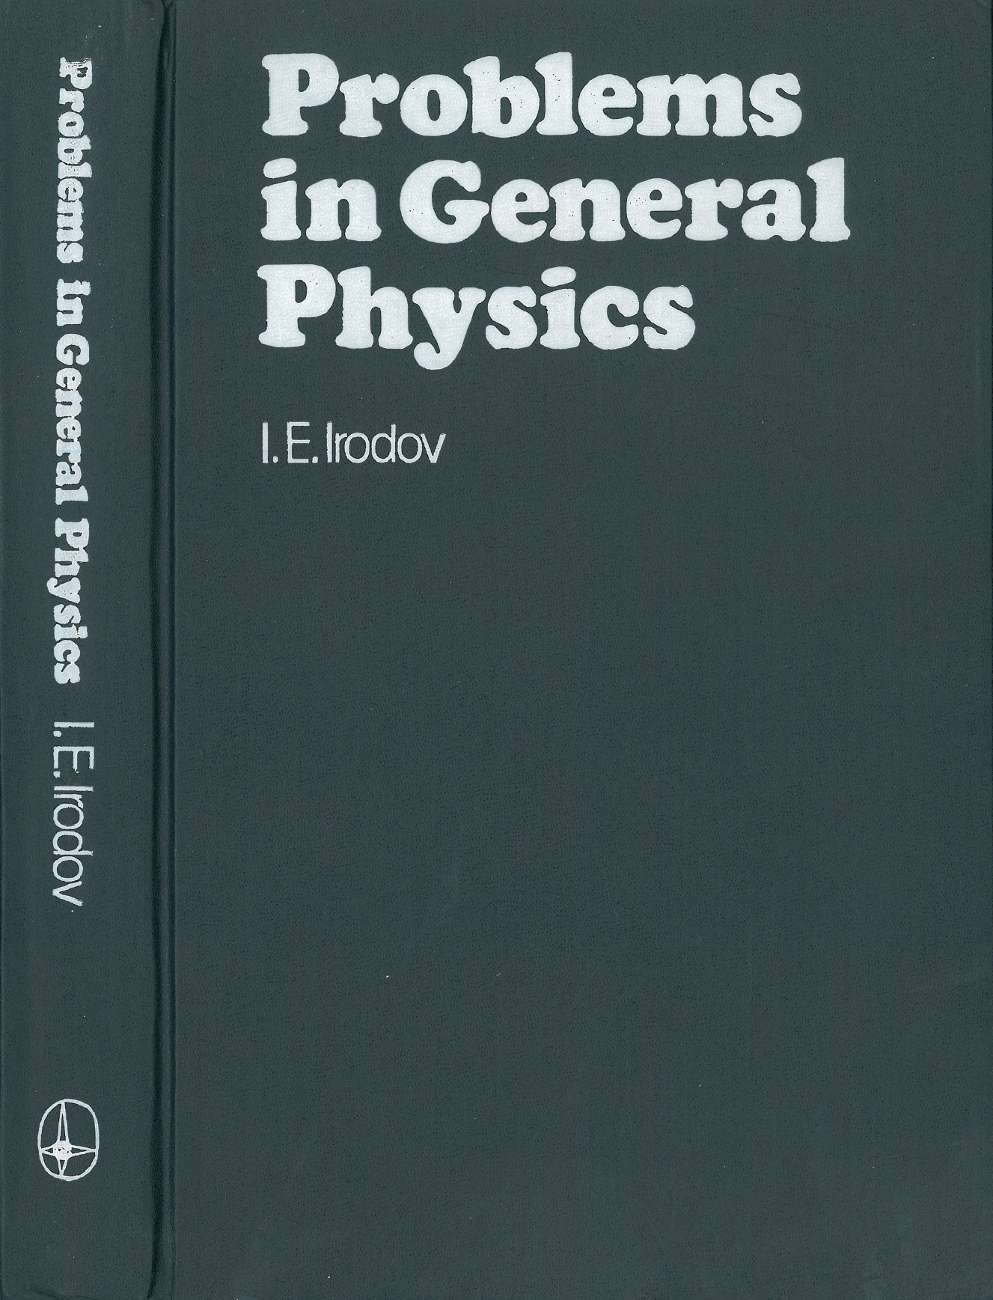 Problems in General Physics I.E.Irodov
Problems
in General
Physics
I. E. Irodov